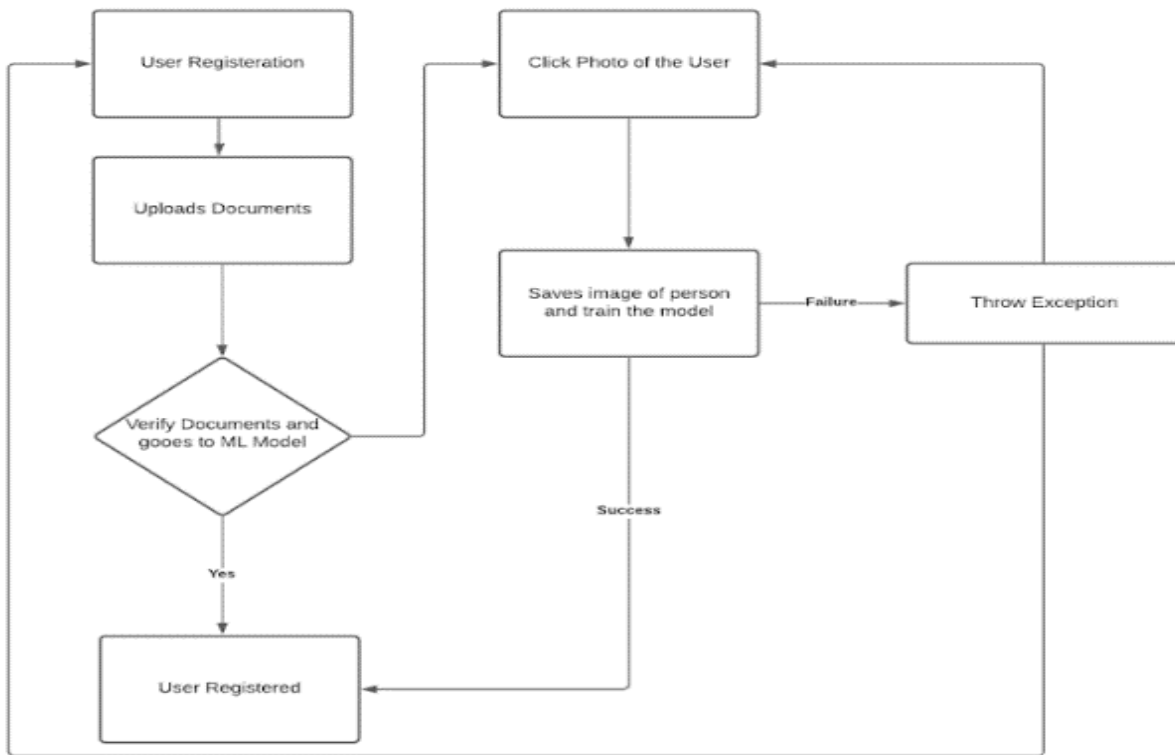 User Registeration
Click Photo of the User
Uploads Documents
Saves image of person
and train the model
Failure
Throw Exception
Verify Documents and
gooes to ML Model
Success
Yes
User Registered